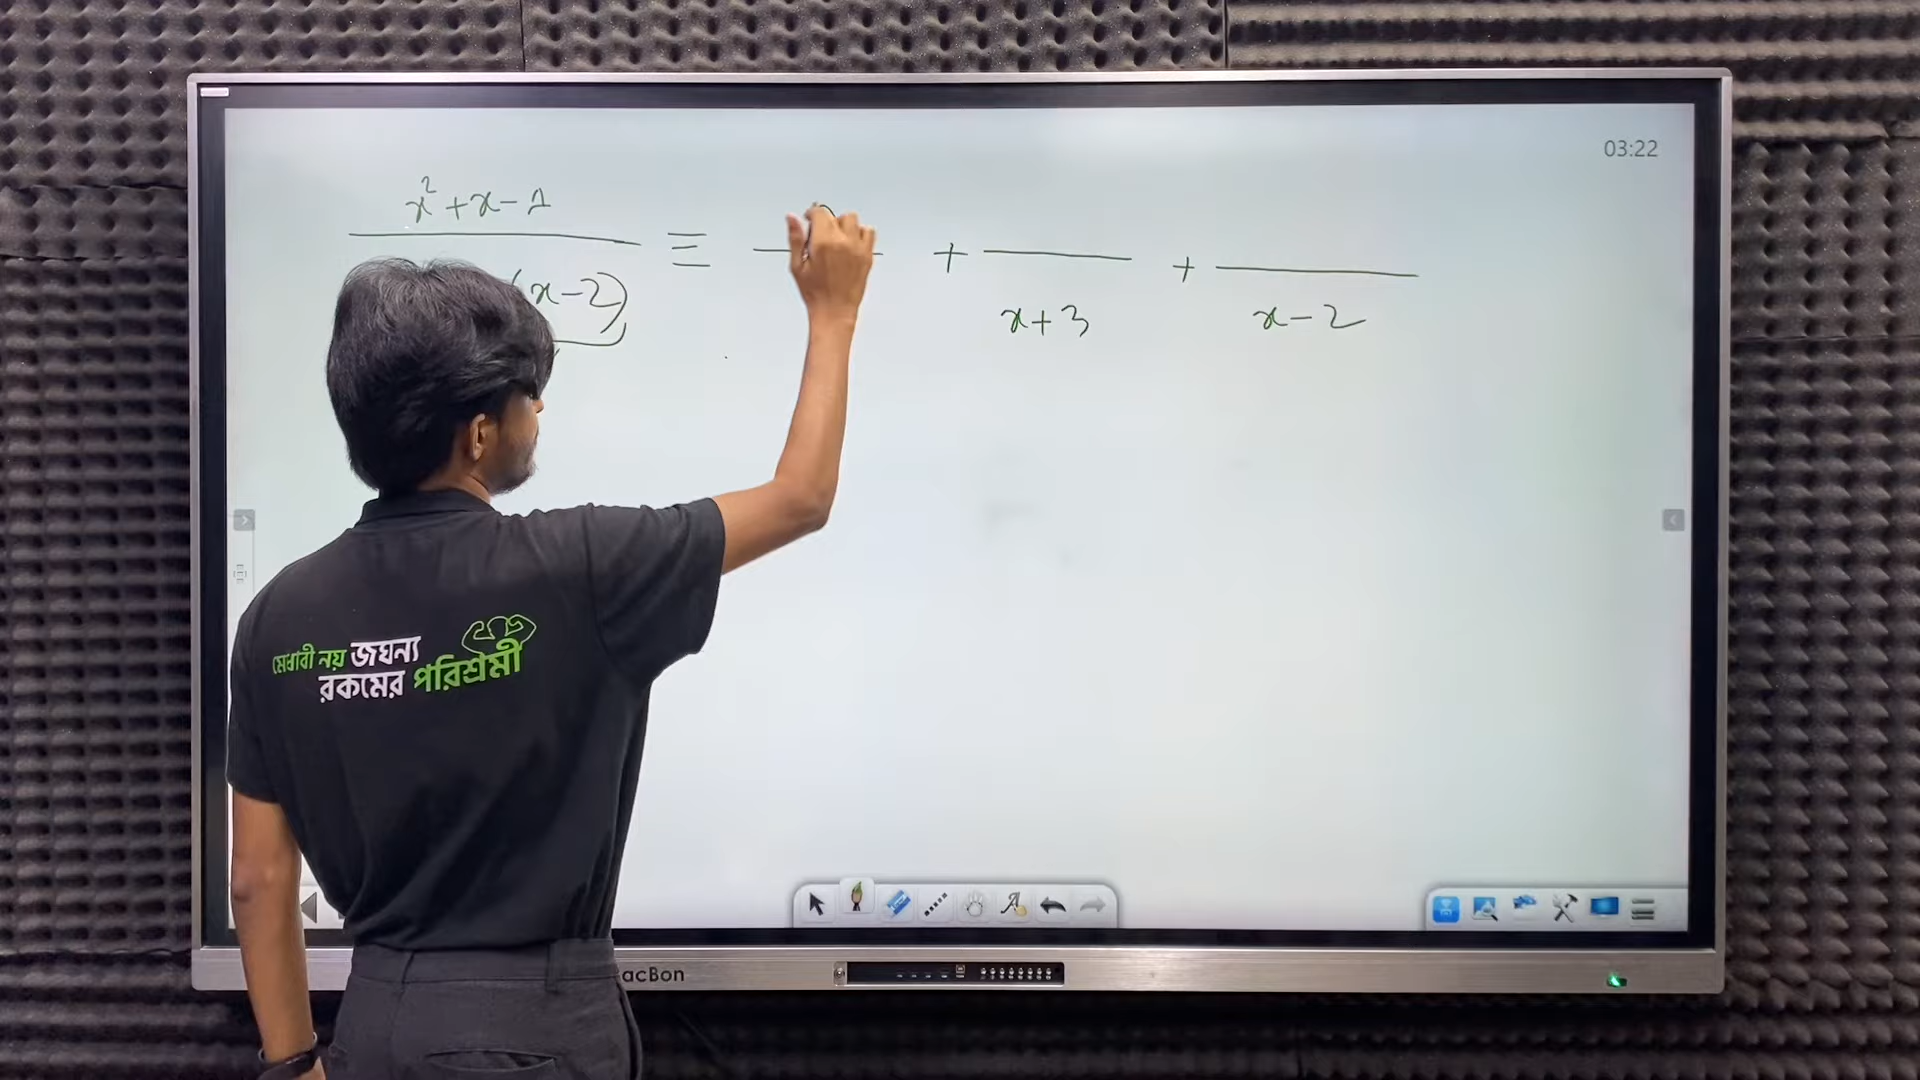 03:22
x² + x - 1
(x-2) ≡ + +
x+3
x-2
মেধাবী নয় জঘন্য
রকমের পরিশ্রমী
acBon